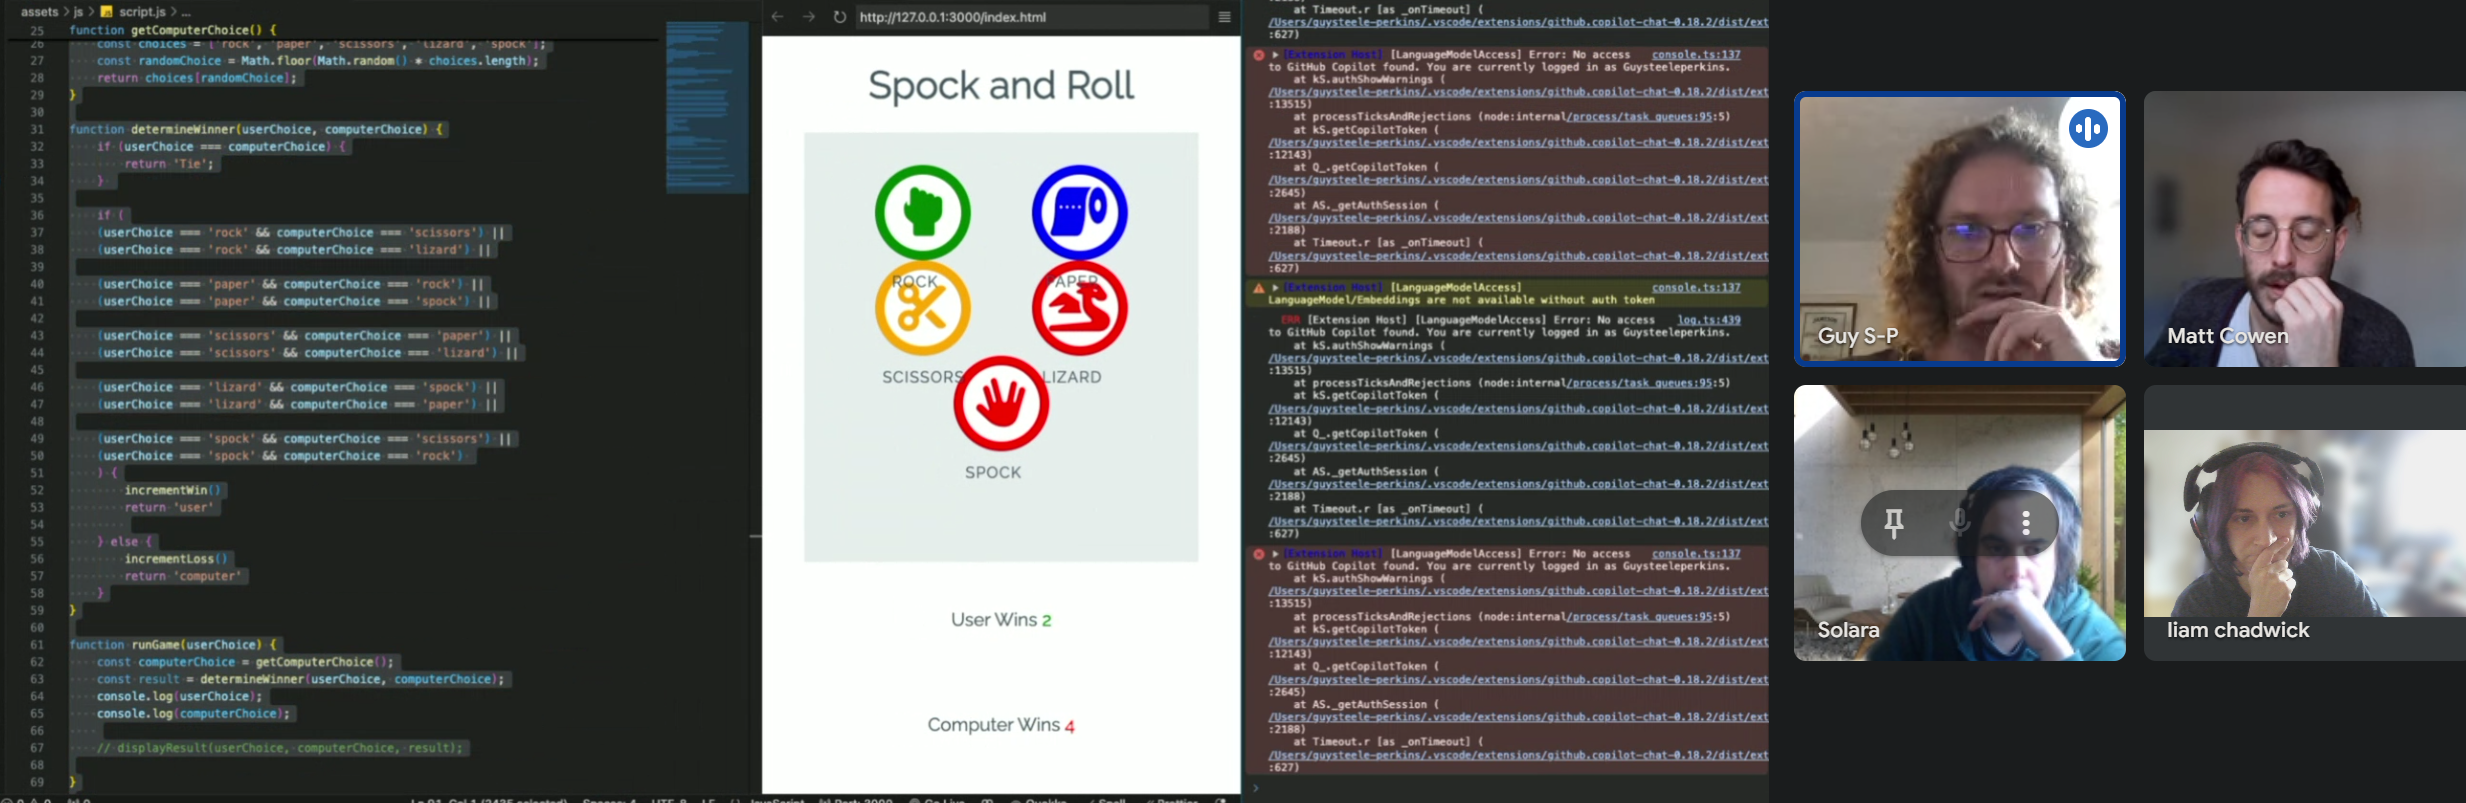 assets > js > script.js > ...
25 function getComputerChoice() {
26 const choices = ['rock', 'paper', 'scissors', 'lizard', 'spock'];
27 const randomChoice = Math.floor(Math.random() * choices.length);
28 return choices[randomChoice];
29 }
30
31 function determineWinner(userChoice, computerChoice) {
32 if (userChoice === computerChoice) {
33 return 'Tie';
34 }
35
36 if (
37 (userChoice === 'rock' && computerChoice === 'scissors') ||
38 (userChoice === 'rock' && computerChoice === 'lizard') ||
39
40 (userChoice === 'paper' && computerChoice === 'rock') ||
41 (userChoice === 'paper' && computerChoice === 'spock') ||
42
43 (userChoice === 'scissors' && computerChoice === 'paper') ||
44 (userChoice === 'scissors' && computerChoice === 'lizard') ||
45
46 (userChoice === 'lizard' && computerChoice === 'spock') ||
47 (userChoice === 'lizard' && computerChoice === 'paper') ||
48
49 (userChoice === 'spock' && computerChoice === 'scissors') ||
50 (userChoice === 'spock' && computerChoice === 'rock')
51 ) {
52 incrementWin()
53 return 'user'
54
55 } else {
56 incrementLoss()
57 return 'computer'
58 }
59 }
60
61 function runGame(userChoice) {
62 const computerChoice = getComputerChoice();
63 const result = determineWinner(userChoice, computerChoice);
64 console.log(userChoice);
65 console.log(computerChoice);
66
67 // displayResult(userChoice, computerChoice, result);
68
69 }
http://127.0.0.1:3000/index.html
Spock and Roll
ROCK
APER
SCISSORS
LIZARD
SPOCK
User Wins 2
Computer Wins 4
at Timeout.r [as _onTimeout] (
/Users/guysteele-perkins/.vscode/extensions/github.copilot-chat-0.18.2/dist/ext
:627)
[Extension Host] [LanguageModelAccess] Error: No access console.ts:137
to GitHub Copilot found. You are currently logged in as Guysteeleperkins.
at kS.authShowWarnings (
/Users/guysteele-perkins/.vscode/extensions/github.copilot-chat-0.18.2/dist/ext
:13515)
at processTicksAndRejections (node:internal/process/task_queues:95:5)
at kS.getCopilotToken (
/Users/guysteele-perkins/.vscode/extensions/github.copilot-chat-0.18.2/dist/ext
:12143)
at Q_.getCopilotToken (
/Users/guysteele-perkins/.vscode/extensions/github.copilot-chat-0.18.2/dist/ext
:2645)
at AS._getAuthSession (
/Users/guysteele-perkins/.vscode/extensions/github.copilot-chat-0.18.2/dist/ext
:2188)
at Timeout.r [as _onTimeout] (
/Users/guysteele-perkins/.vscode/extensions/github.copilot-chat-0.18.2/dist/ext
:627)
[Extension Host] [LanguageModelAccess] console.ts:137
LanguageModel/Embeddings are not available without auth token
ERR [Extension Host] [LanguageModelAccess] Error: No access log.ts:439
to GitHub Copilot found. You are currently logged in as Guysteeleperkins.
at kS.authShowWarnings (
/Users/guysteele-perkins/.vscode/extensions/github.copilot-chat-0.18.2/dist/ext
:13515)
at processTicksAndRejections (node:internal/process/task_queues:95:5)
at kS.getCopilotToken (
/Users/guysteele-perkins/.vscode/extensions/github.copilot-chat-0.18.2/dist/ext
:12143)
at Q_.getCopilotToken (
/Users/guysteele-perkins/.vscode/extensions/github.copilot-chat-0.18.2/dist/ext
:2645)
at AS._getAuthSession (
/Users/guysteele-perkins/.vscode/extensions/github.copilot-chat-0.18.2/dist/ext
:2188)
at Timeout.r [as _onTimeout] (
/Users/guysteele-perkins/.vscode/extensions/github.copilot-chat-0.18.2/dist/ext
:627)
[Extension Host] [LanguageModelAccess] Error: No access console.ts:137
to GitHub Copilot found. You are currently logged in as Guysteeleperkins.
at kS.authShowWarnings (
/Users/guysteele-perkins/.vscode/extensions/github.copilot-chat-0.18.2/dist/ext
:13515)
at processTicksAndRejections (node:internal/process/task_queues:95:5)
at kS.getCopilotToken (
/Users/guysteele-perkins/.vscode/extensions/github.copilot-chat-0.18.2/dist/ext
:12143)
at Q_.getCopilotToken (
/Users/guysteele-perkins/.vscode/extensions/github.copilot-chat-0.18.2/dist/ext
:2645)
at AS._getAuthSession (
/Users/guysteele-perkins/.vscode/extensions/github.copilot-chat-0.18.2/dist/ext
:2188)
at Timeout.r [as _onTimeout] (
/Users/guysteele-perkins/.vscode/extensions/github.copilot-chat-0.18.2/dist/ext
:627)
Guy S-P
Matt Cowen
Solara
liam chadwick